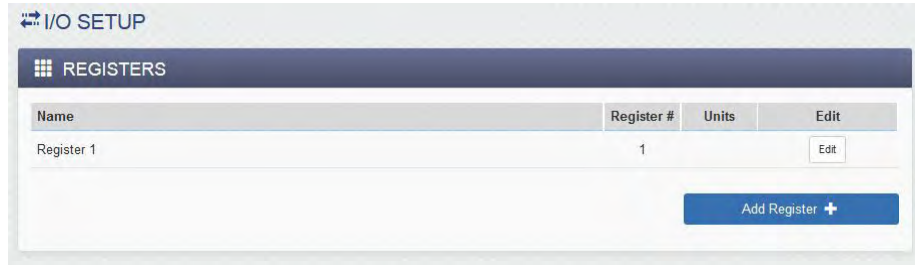 I/O SETUP
REGISTERS
Name Register # Units Edit
Register 1 1 Edit
Add Register